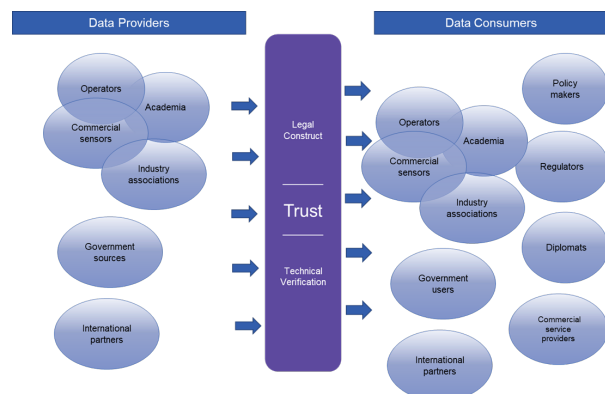 Data Providers
Operators
Academia
Commercial
sensors
Industry
associations
Government
sources
International
partners
Legal
Construct
Trust
Technical
Verification
Data Consumers
Policy
makers
Operators
Academia
Commercial
sensors
Regulators
Industry
associations
Diplomats
Government
users
Commercial
service
providers
International
partners